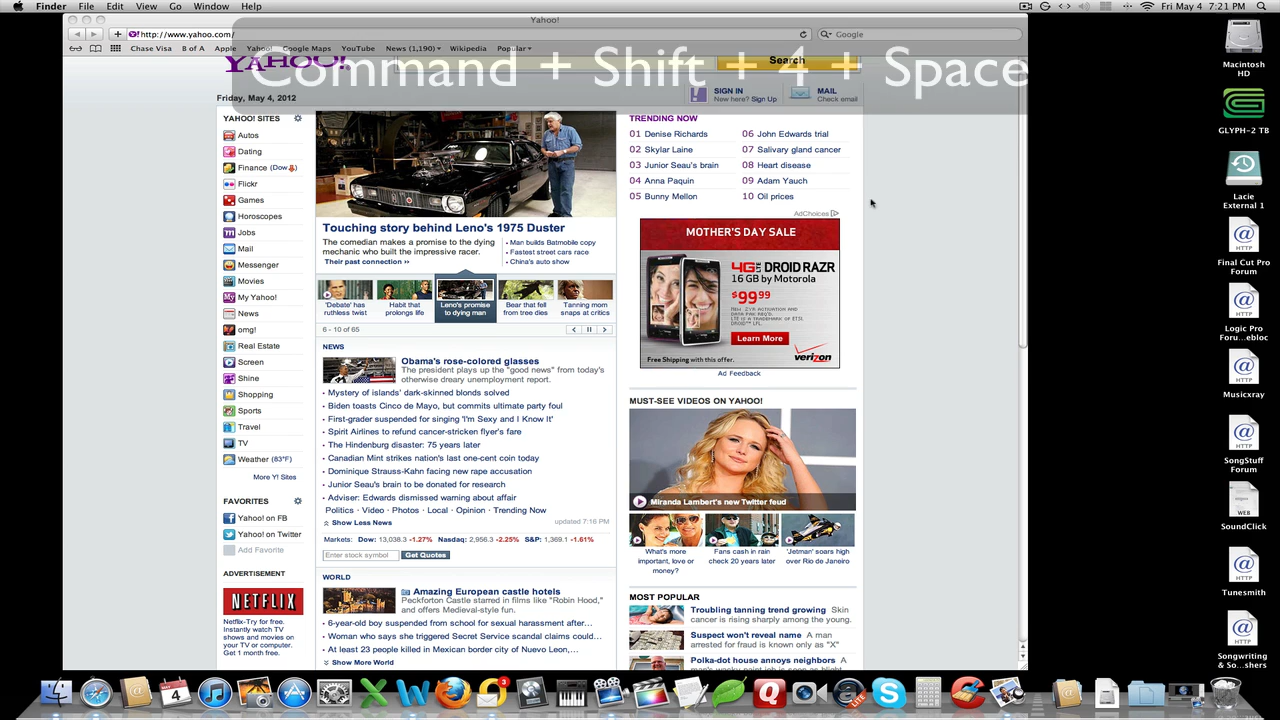 Finder File Edit View Go Window Help
Fri May 4 7:21 PM
Yahoo!
http://www.yahoo.com/
Google
Chase Visa B of A Apple Yahoo! Google Maps YouTube News (1,190) Wikipedia Popular
Command + Shift + 4 + Space
YAHOO!
Search
Friday, May 4, 2012
SIGN IN
New here? Sign Up
MAIL
Check email
YAHOO! SITES
Autos
Dating
Finance (Dow)
Flickr
Games
Horoscopes
Jobs
Mail
Messenger
Movies
My Yahoo!
News
omg!
Real Estate
Screen
Shine
Shopping
Sports
Travel
TV
Weather (83°F)
More Y! Sites
FAVORITES
Yahoo! on FB
Yahoo! on Twitter
Add Favorite
ADVERTISEMENT
NETFLIX
Netflix-Try for free.
Instantly watch TV
shows and movies on
your TV or computer.
Get 1 month free.
Touching story behind Leno's 1975 Duster
The comedian makes a promise to the dying
mechanic who built the impressive racer.
Their past connection »
Man builds Batmobile copy
Fastest street cars race
China's auto show
'Debate' has
ruthless twist
Habit that
prolongs life
Leno's promise
to dying man
Bear that fell
from tree dies
Tanning mom
snaps at critics
6 - 10 of 65
NEWS
Obama's rose-colored glasses
The president plays up the "good news" from today's
otherwise dreary unemployment report.
Mystery of islands' dark-skinned blonds solved
Biden toasts Cinco de Mayo, but commits ultimate party foul
First-grader suspended for singing 'I'm Sexy and I Know It'
Spirit Airlines to refund cancer-stricken flyer's fare
The Hindenburg disaster: 75 years later
Canadian Mint strikes nation's last one-cent coin today
Dominique Strauss-Kahn facing new rape accusation
Junior Seau's brain to be donated for research
Adviser: Edwards dismissed warning about affair
Politics · Video · Photos · Local · Opinion · Trending Now
Show Less News
updated 7:16 PM
Markets: Dow: 13,038.3 -1.27% Nasdaq: 2,956.3 -2.25% S&P: 1,369.1 -1.61%
Enter stock symbol
Get Quotes
WORLD
Amazing European castle hotels
Peckforton Castle starred in films like "Robin Hood,"
and offers Medieval-style fun.
6-year-old boy suspended from school for sexual harassment after...
Woman who says she triggered Secret Service scandal claims could...
At least 23 people killed in Mexican border city of Nuevo Leon,...
Show More World
TRENDING NOW
01 Denise Richards
02 Skylar Laine
03 Junior Seau's brain
04 Anna Paquin
05 Bunny Mellon
06 John Edwards trial
07 Salivary gland cancer
08 Heart disease
09 Adam Yauch
10 Oil prices
AdChoices
MOTHER'S DAY SALE
4G LTE DROID RAZR
16 GB by Motorola
$99.99
Learn More
Free Shipping with this offer.
verizon
Ad Feedback
MUST-SEE VIDEOS ON YAHOO!
Miranda Lambert's new Twitter feud
What's more
important, love or
money?
Fans cash in rain
check 20 years later
'Jetman' soars high
over Rio de Janeiro
MOST POPULAR
Troubling tanning trend growing Skin
cancer is rising sharply among the young.
Suspect won't reveal name A man
arrested for fraud is known only as "X"
Polka-dot house annoys neighbors A
Macintosh
HD
GLYPH-2 TB
Lacie
External 1
HTTP
Final Cut Pro
Forum
HTTP
Logic Pro
Foru...ebloc
HTTP
Musicxray
HTTP
SongStuff
Forum
WEB
SoundClick
HTTP
Tunesmith
HTTP
Songwriting
& So...shers
MAY
4
3
LITE
HTTP